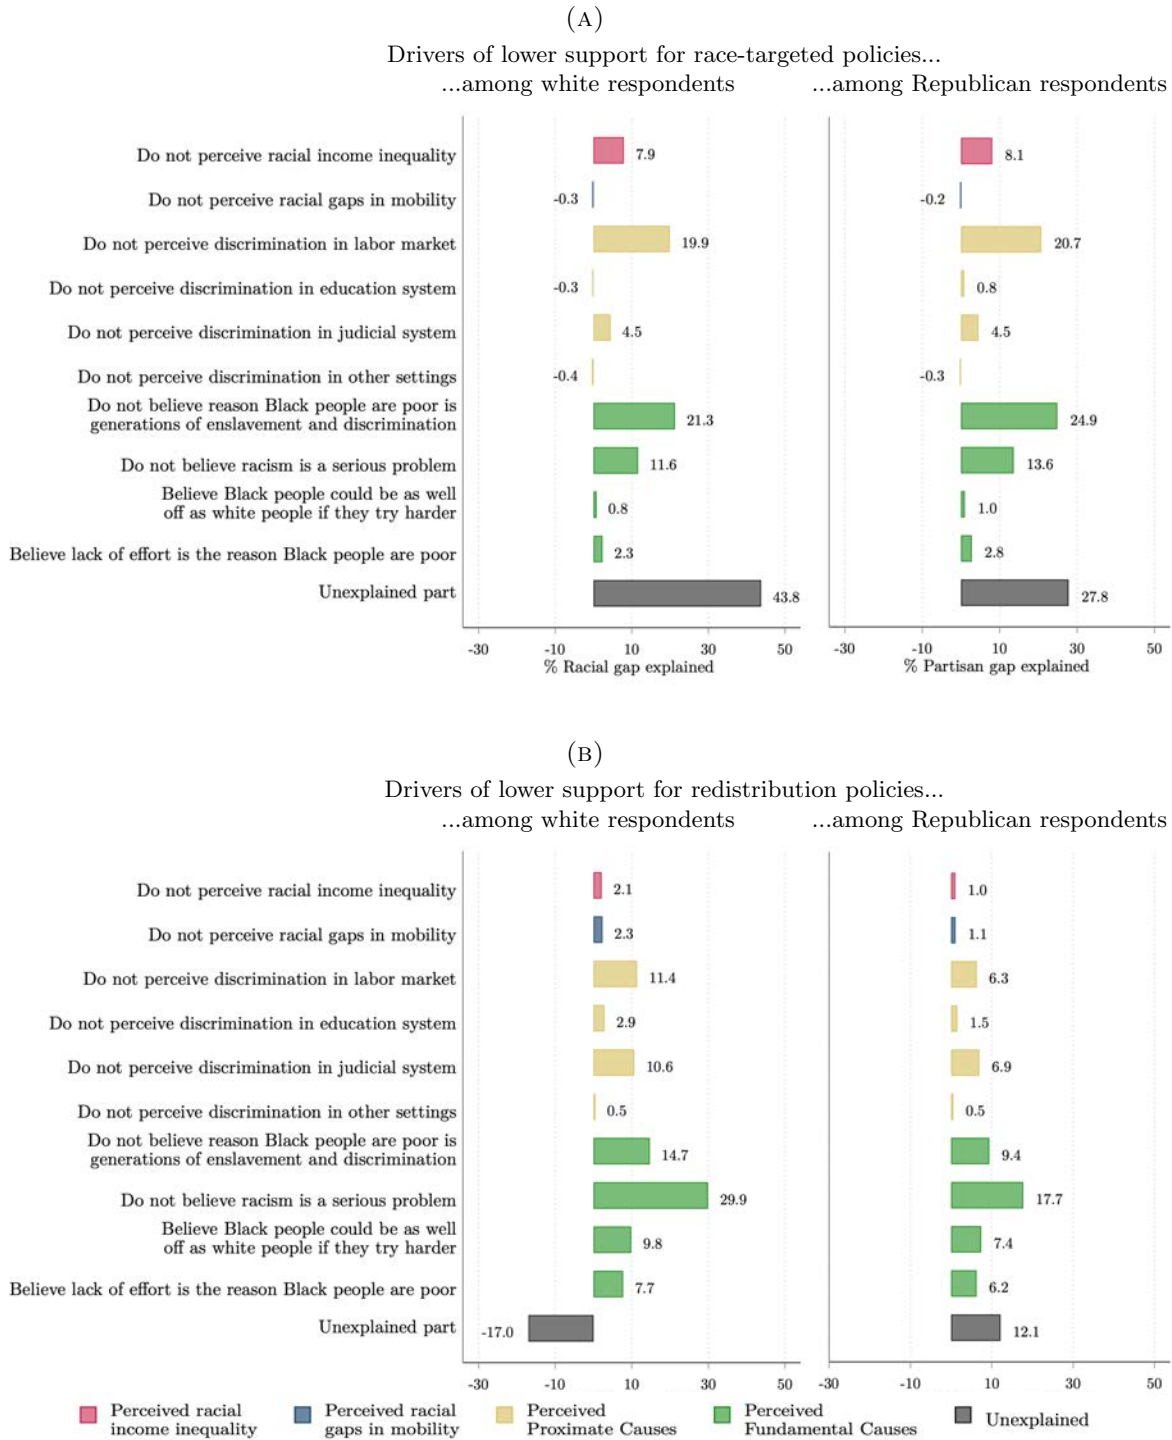 (A)
Drivers of lower support for race-targeted policies...
...among white respondents
...among Republican respondents
Do not perceive racial income inequality
7.9
8.1
Do not perceive racial gaps in mobility
-0.3
-0.2
Do not perceive discrimination in labor market
19.9
20.7
Do not perceive discrimination in education system
-0.3
0.8
Do not perceive discrimination in judicial system
4.5
4.5
Do not perceive discrimination in other settings
-0.4
-0.3
Do not believe reason Black people are poor is
generations of enslavement and discrimination
21.3
24.9
Do not believe racism is a serious problem
11.6
13.6
Believe Black people could be as well
off as white people if they try harder
0.8
1.0
Believe lack of effort is the reason Black people are poor
2.3
2.8
Unexplained part
43.8
27.8
-30 -10 10 30 50
-30 -10 10 30 50
% Racial gap explained
% Partisan gap explained
(B)
Drivers of lower support for redistribution policies...
...among white respondents
...among Republican respondents
Do not perceive racial income inequality
2.1
1.0
Do not perceive racial gaps in mobility
2.3
1.1
Do not perceive discrimination in labor market
11.4
6.3
Do not perceive discrimination in education system
2.9
1.5
Do not perceive discrimination in judicial system
10.6
6.9
Do not perceive discrimination in other settings
0.5
0.5
Do not believe reason Black people are poor is
generations of enslavement and discrimination
14.7
9.4
Do not believe racism is a serious problem
29.9
17.7
Believe Black people could be as well
off as white people if they try harder
9.8
7.4
Believe lack of effort is the reason Black people are poor
7.7
6.2
Unexplained part
-17.0
12.1
-30 -10 10 30 50
-30 -10 10 30 50
Perceived racial
income inequality
Perceived racial
gaps in mobility
Perceived
Proximate Causes
Perceived
Fundamental Causes
Unexplained